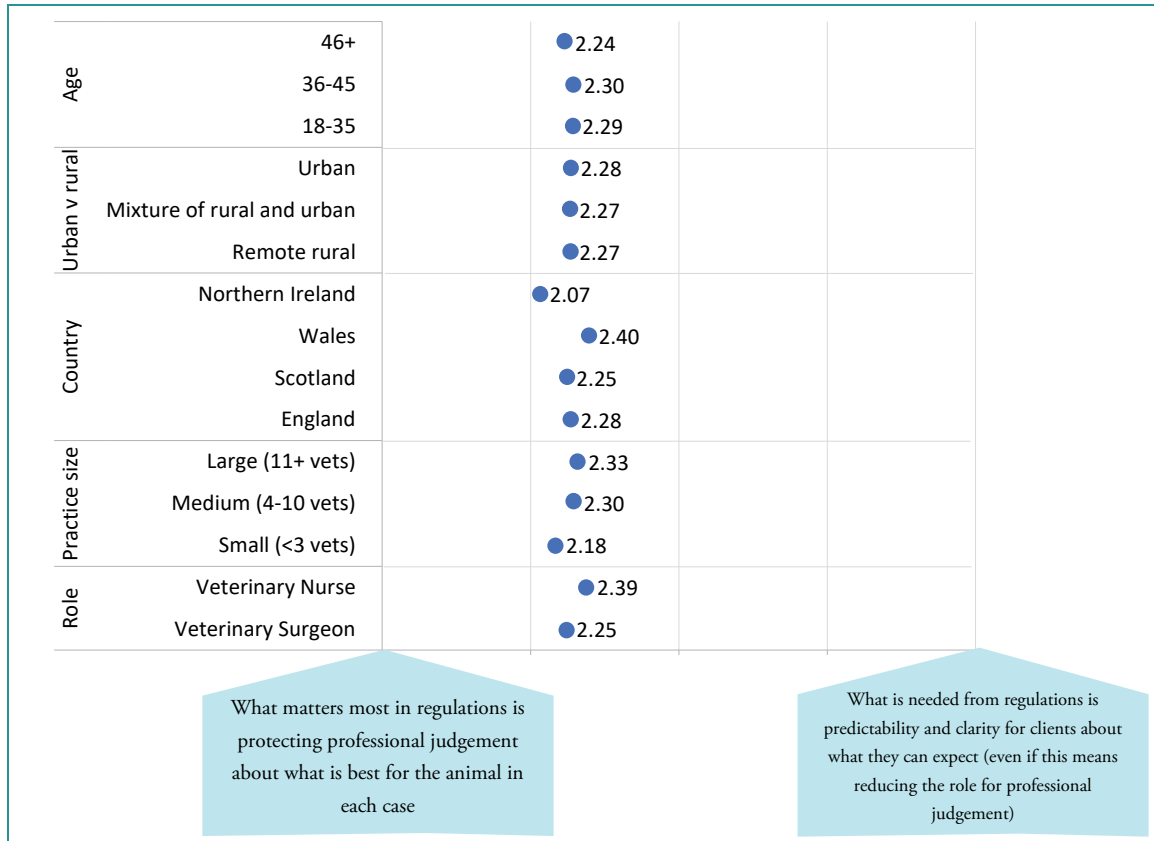 Age
46+
2.24
36-45
2.30
18-35
2.29
Urban v rural
Urban
2.28
Mixture of rural and urban
2.27
Remote rural
2.27
Country
Northern Ireland
2.07
Wales
2.40
Scotland
2.25
England
2.28
Practice size
Large (11+ vets)
2.33
Medium (4-10 vets)
2.30
Small (<3 vets)
2.18
Role
Veterinary Nurse
2.39
Veterinary Surgeon
2.25
What matters most in regulations is
protecting professional judgement
about what is best for the animal in
each case
What is needed from regulations is
predictability and clarity for clients about
what they can expect (even if this means
reducing the role for professional
judgement)